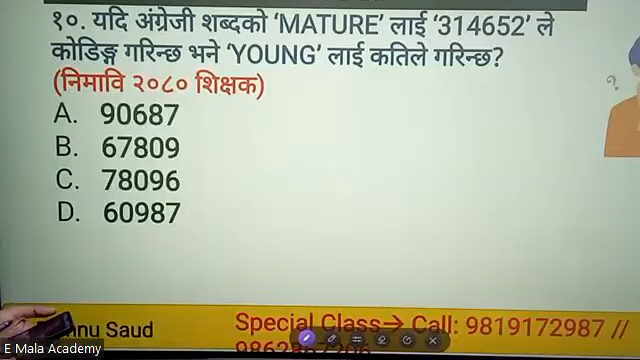 १०. यदि अंग्रेजी शब्दको ‘MATURE’ लाई ‘314652’ ले
कोडिङ्ग गरिन्छ भने ‘YOUNG’ लाई कतिले गरिन्छ?
(निमावि २०८० शिक्षक)
A. 90687
B. 67809
C. 78096
D. 60987
nu Saud
Special Class→ Call: 9819172987 //
E Mala Academy